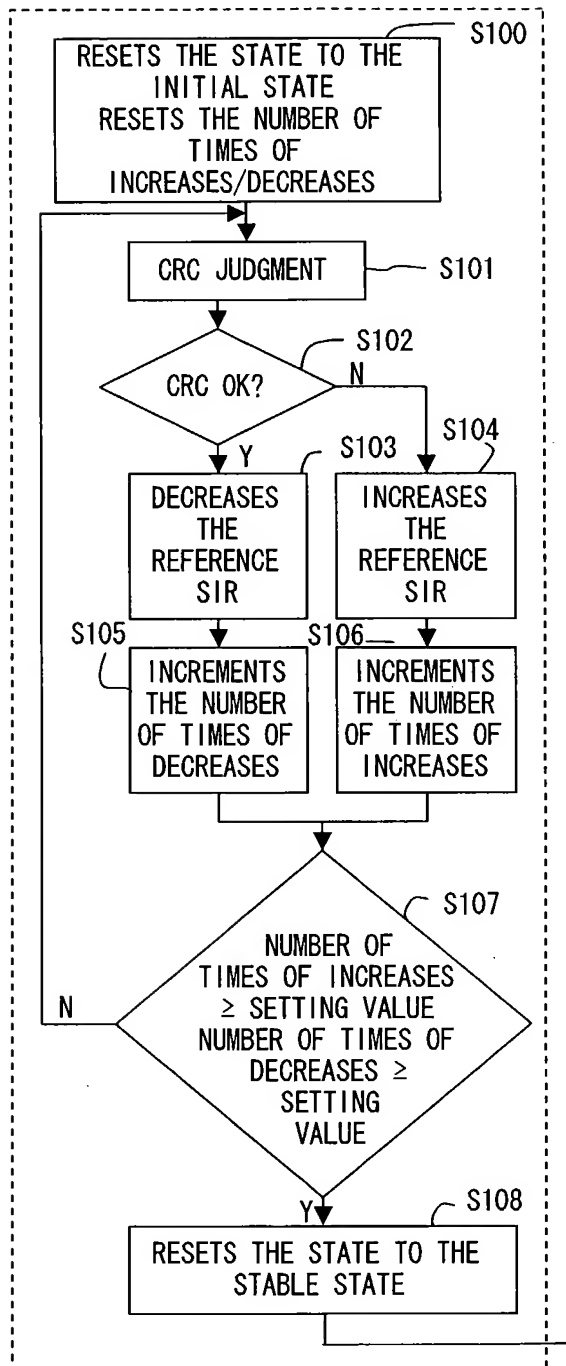 S100
RESETS THE STATE TO THE
INITIAL STATE
RESETS THE NUMBER OF
TIMES OF
INCREASES/DECREASES
CRC JUDGMENT
S101
S102
CRC OK?
N
Y
S103
S104
DECREASES
THE
REFERENCE
SIR
INCREASES
THE
REFERENCE
SIR
S105
S106
INCREMENTS
THE NUMBER
OF TIMES OF
DECREASES
INCREMENTS
THE NUMBER
OF TIMES OF
INCREASES
S107
NUMBER OF
TIMES OF INCREASES
≥ SETTING VALUE
NUMBER OF TIMES OF
DECREASES ≥
SETTING
VALUE
N
Y
S108
RESETS THE STATE TO THE
STABLE STATE